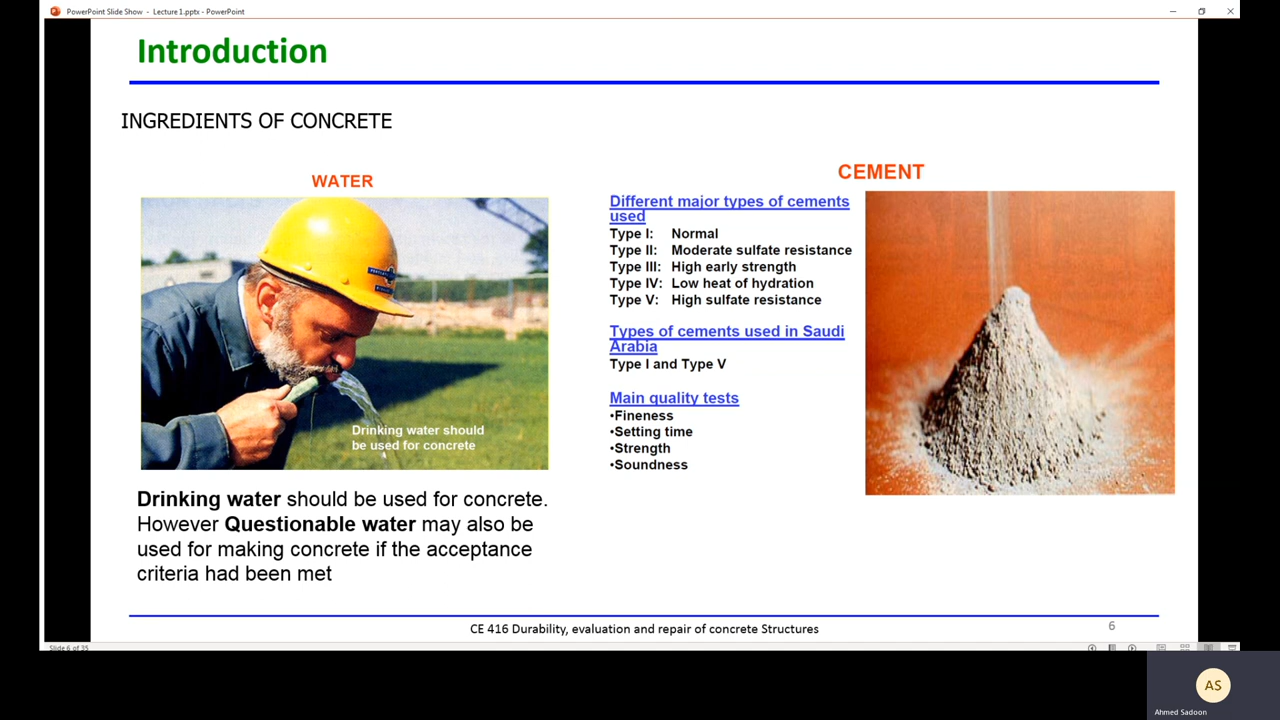 PowerPoint Slide Show - Lecture 1.pptx - PowerPoint
Introduction
INGREDIENTS OF CONCRETE
WATER
Drinking water should
be used for concrete
Drinking water should be used for concrete.
However Questionable water may also be
used for making concrete if the acceptance
criteria had been met
CEMENT
Different major types of cements
used
Type I: Normal
Type II: Moderate sulfate resistance
Type III: High early strength
Type IV: Low heat of hydration
Type V: High sulfate resistance
Types of cements used in Saudi
Arabia
Type I and Type V
Main quality tests
•Fineness
•Setting time
•Strength
•Soundness
CE 416 Durability, evaluation and repair of concrete Structures
6
Slide 6 of 35
AS
Ahmed Sadoon